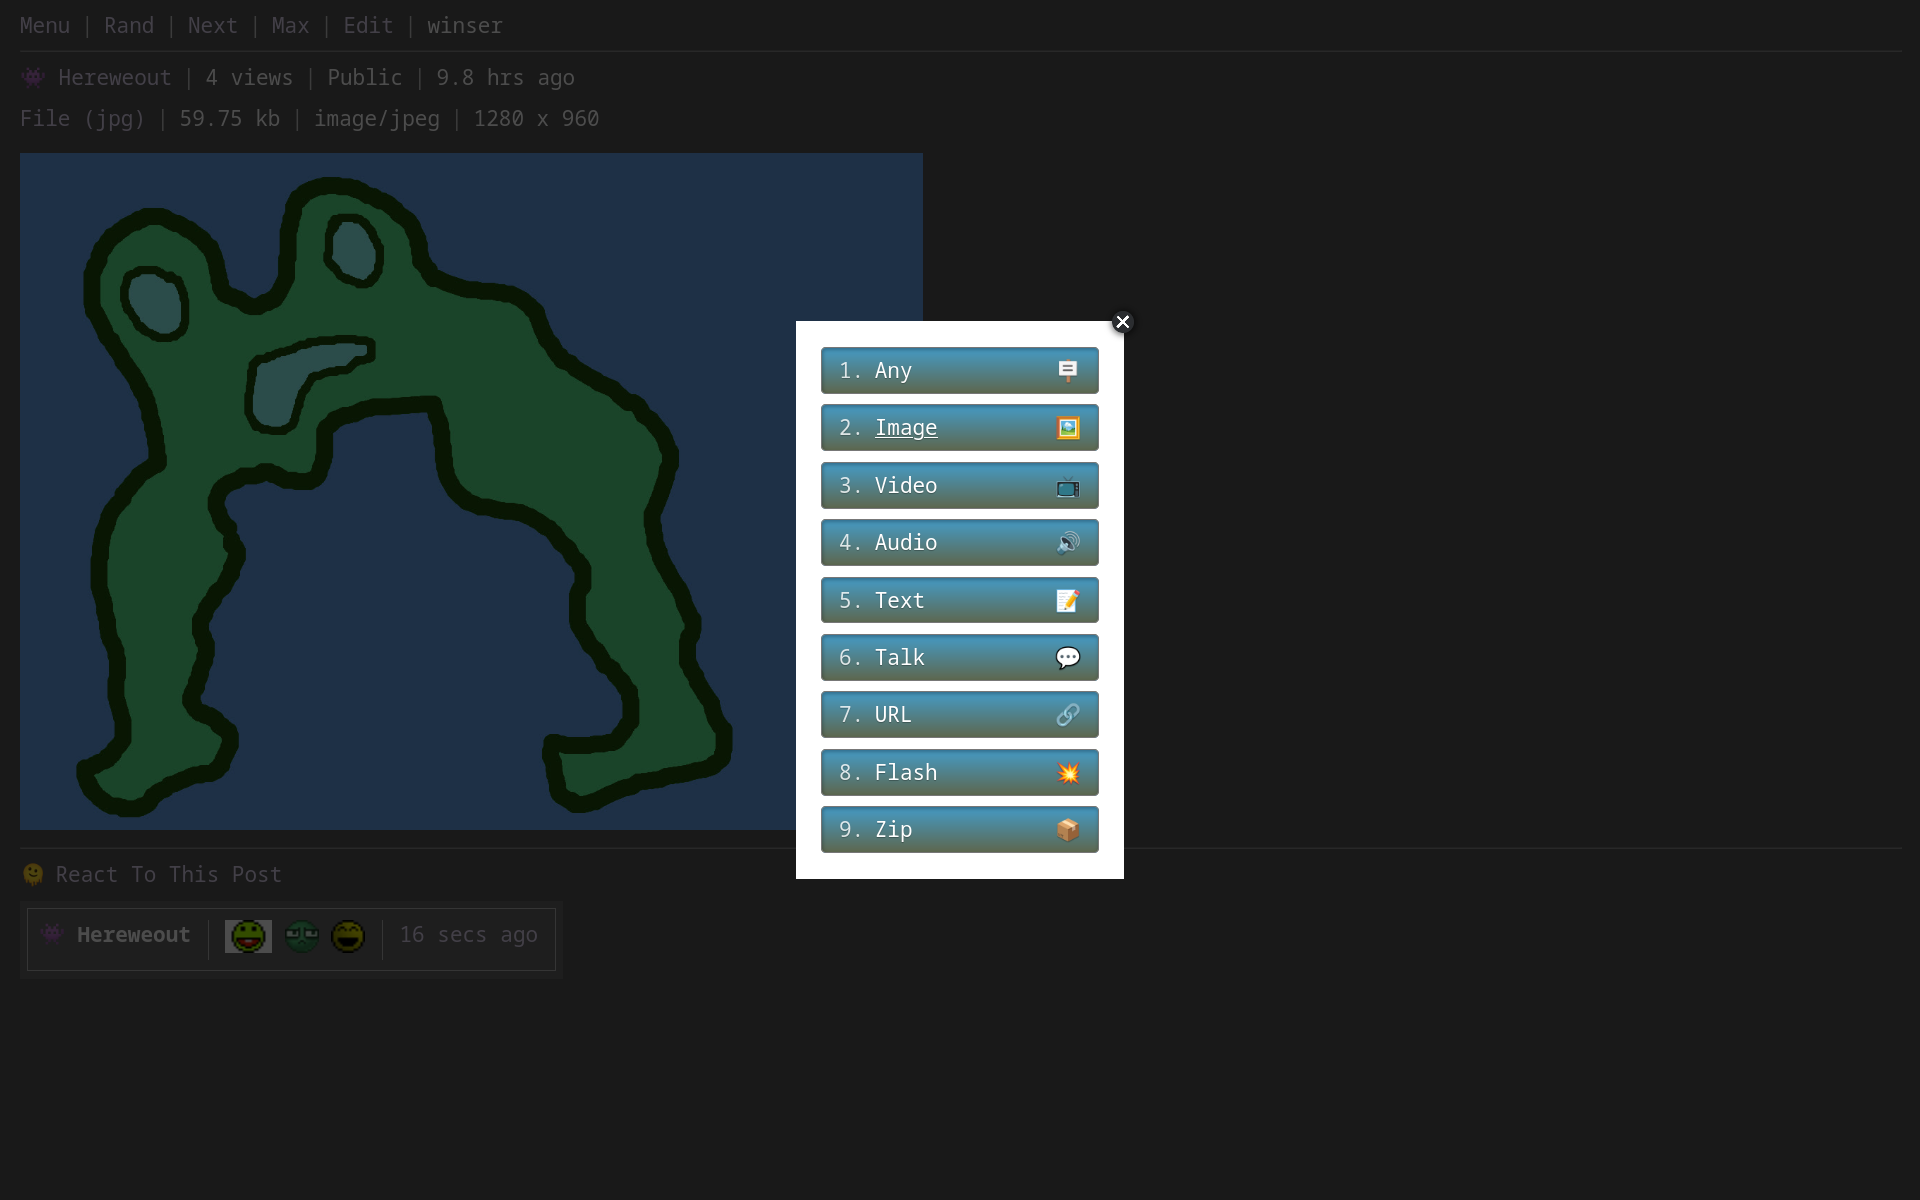 Menu | Rand | Next | Max | Edit | winser
Hereweout | 4 views | Public | 9.8 hrs ago
File (jpg) | 59.75 kb | image/jpeg | 1280 x 960
1. Any
2. Image
3. Video
4. Audio
5. Text
6. Talk
7. URL
8. Flash
9. Zip
React To This Post
Hereweout | 16 secs ago